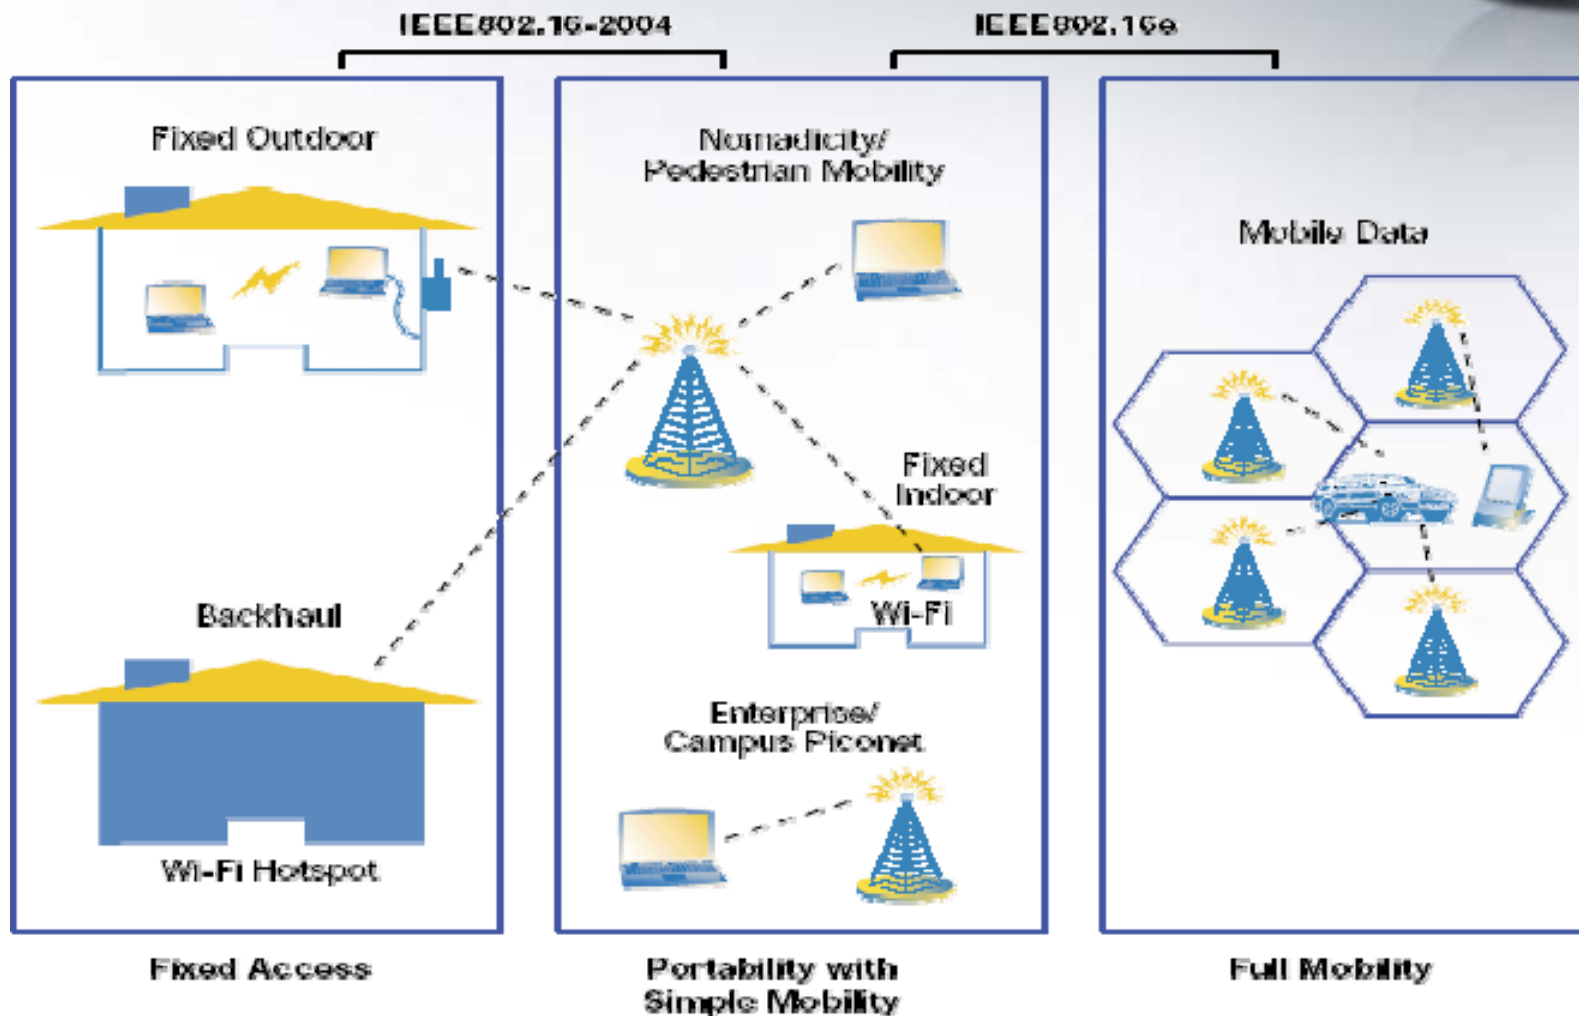 IEEE802.16-2004
IEEE802.16e
Fixed Outdoor
Nomadicity/
Pedestrian Mobility
Mobile Data
Fixed
Indoor
Wi-Fi
Backhaul
Wi-Fi Hotspot
Enterprise/
Campus Piconet
Fixed Access
Portability with
Simple Mobility
Full Mobility